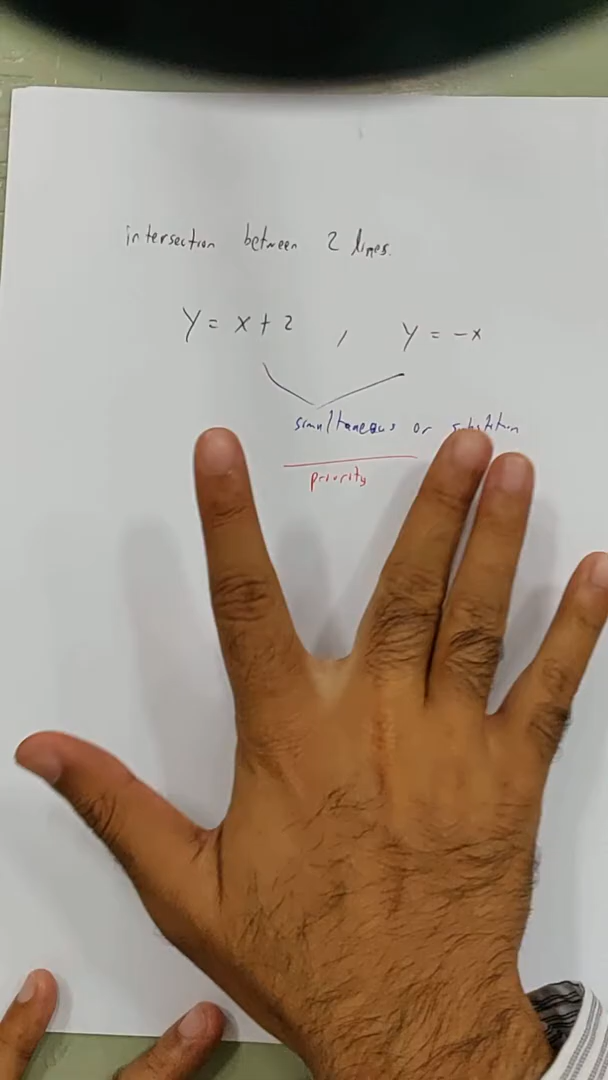 intersection between 2 lines.
y = x + 2 , y = -x
simultaneous or
priority